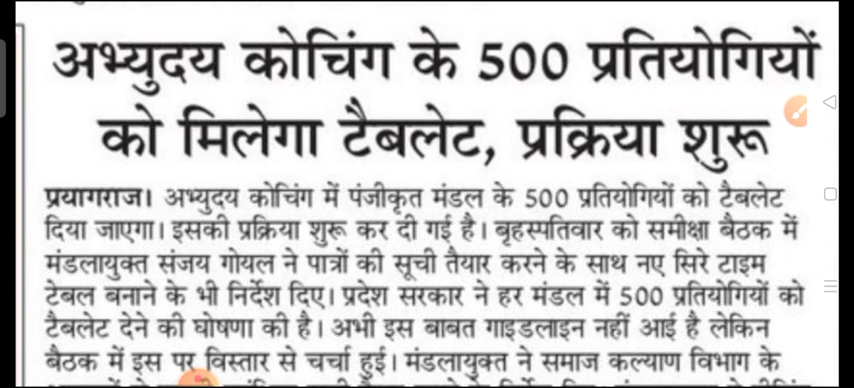 अभ्युदय कोचिंग के 500 प्रतियोगियों
को मिलेगा टैबलेट, प्रक्रिया शुरू
प्रयागराज। अभ्युदय कोचिंग में पंजीकृत मंडल के 500 प्रतियोगियों को टैबलेट
दिया जाएगा। इसकी प्रक्रिया शुरू कर दी गई है। बृहस्पतिवार को समीक्षा बैठक में
मंडलायुक्त संजय गोयल ने पात्रों की सूची तैयार करने के साथ नए सिरे टाइम
टेबल बनाने के भी निर्देश दिए। प्रदेश सरकार ने हर मंडल में 500 प्रतियोगियों को
टैबलेट देने की घोषणा की है। अभी इस बाबत गाइडलाइन नहीं आई है लेकिन
बैठक में इस पर विस्तार से चर्चा हुई। मंडलायुक्त ने समाज कल्याण विभाग के